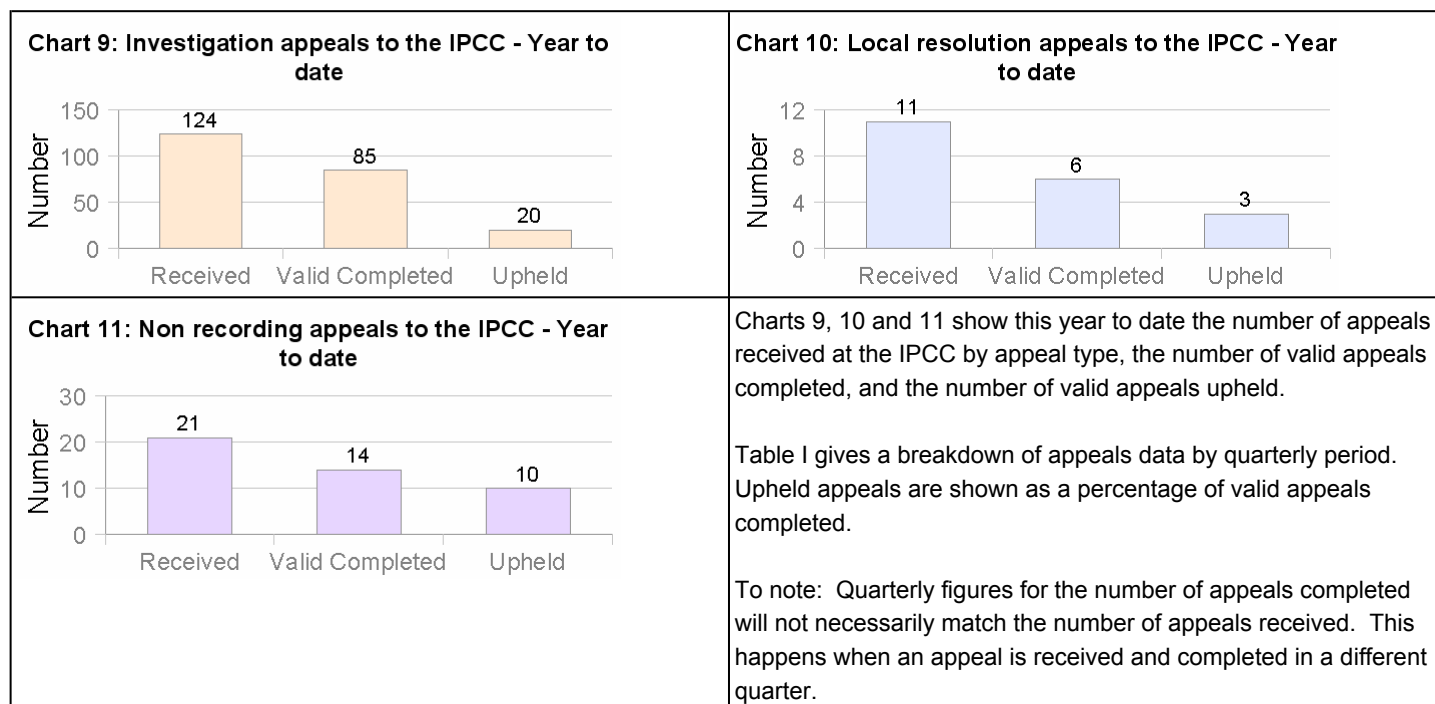 Chart 9: Investigation appeals to the IPCC - Year to
date
Number
150
100
50
0
124
85
20
Received
Valid Completed
Upheld
Chart 10: Local resolution appeals to the IPCC - Year
to date
Number
12
8
4
0
11
6
3
Received
Valid Completed
Upheld
Chart 11: Non recording appeals to the IPCC - Year
to date
Number
30
20
10
0
21
14
10
Received
Valid Completed
Upheld
Charts 9, 10 and 11 show this year to date the number of appeals
received at the IPCC by appeal type, the number of valid appeals
completed, and the number of valid appeals upheld.
Table I gives a breakdown of appeals data by quarterly period.
Upheld appeals are shown as a percentage of valid appeals
completed.
To note:  Quarterly figures for the number of appeals completed
will not necessarily match the number of appeals received.  This
happens when an appeal is received and completed in a different
quarter.